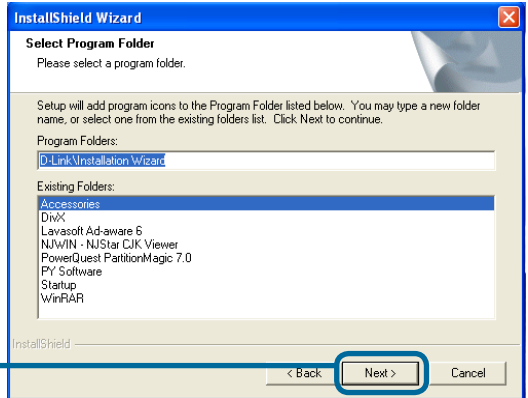 InstallShield Wizard
Select Program Folder
Please select a program folder.
Setup will add program icons to the Program Folder listed below.  You may type a new folder
name, or select one from the existing folders list.  Click Next to continue.
Program Folders:
D-Link\Installation Wizard
Existing Folders:
Accessories
DivX
Lavasoft Ad-aware 6
NJWIN - NJStar CJK Viewer
PowerQuest PartitionMagic 7.0
PY Software
Startup
WinRAR
InstallShield
< Back
Next >
Cancel